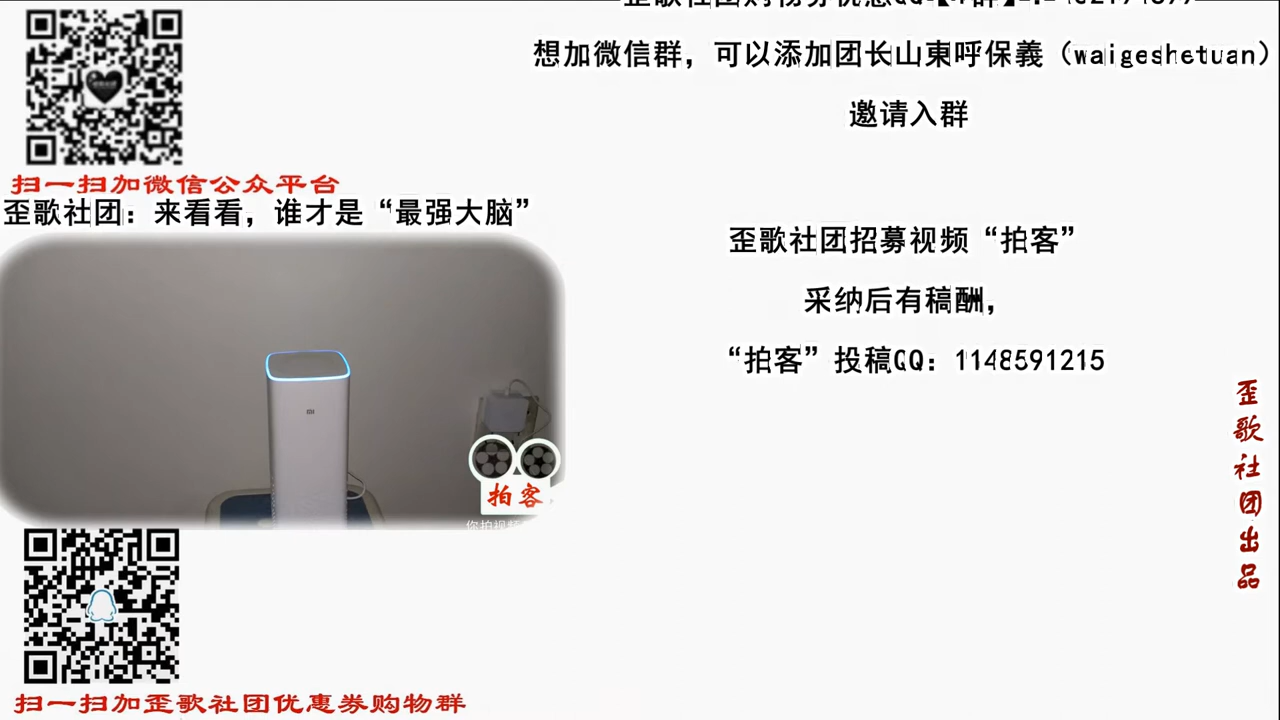 想加微信群，可以添加团长山東呼保義（waigeshetuan）
邀请入群
扫一扫加微信公众平台
歪歌社团：来看看，谁才是“最强大脑”
歪歌社团招募视频“拍客”
采纳后有稿酬，
“拍客”投稿QQ：1148591215
MI
拍客
你拍视频
歪歌社团出品
扫一扫加歪歌社团优惠券购物群